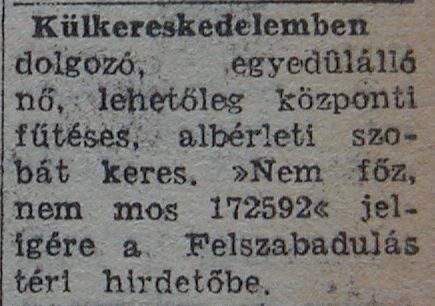 Külkereskedelemben
dolgozó, egyedülálló
nő, lehetőleg központi
fűtéses, albérleti szo-
bát keres. »Nem főz,
nem mos 172592« jel-
igére a Felszabadulás
téri hirdetőbe.